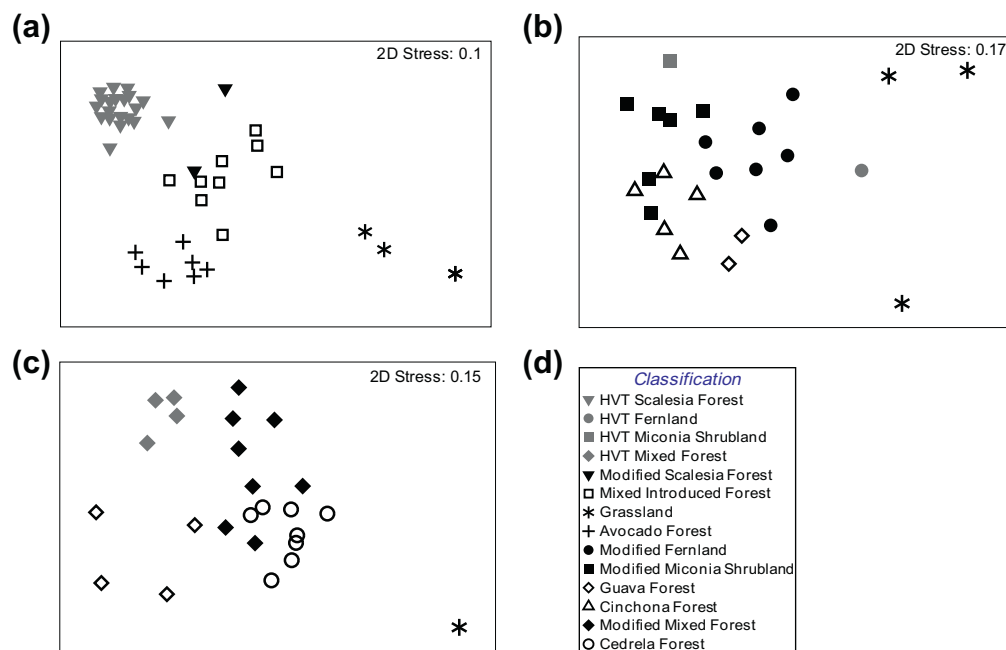 (a)
2D Stress: 0.1
(b)
2D Stress: 0.17
(c)
2D Stress: 0.15
(d)
Classification
HVT Scalesia Forest
HVT Fernland
HVT Miconia Shrubland
HVT Mixed Forest
Modified Scalesia Forest
Mixed Introduced Forest
Grassland
Avocado Forest
Modified Fernland
Modified Miconia Shrubland
Guava Forest
Cinchona Forest
Modified Mixed Forest
Cedrela Forest